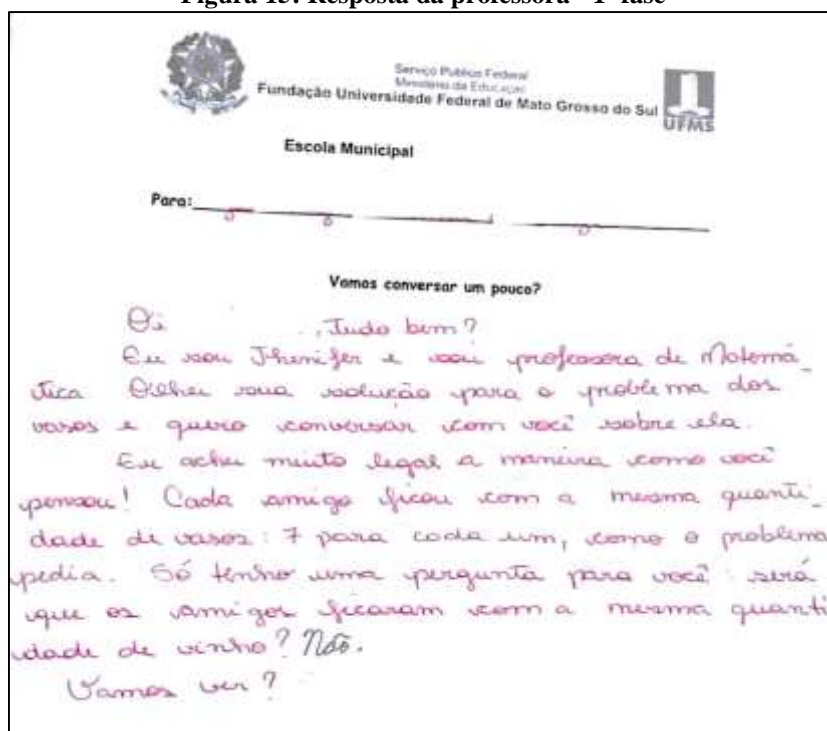 Figura 15: Resposta da professora - 1ª fase
Serviço Público Federal
Ministério da Educação
Fundação Universidade Federal de Mato Grosso do Sul
UFMS
Escola Municipal
Para:
Vamos conversar um pouco?
Oi , Tudo bem?
Eu sou Jhenifer e sou professora de Matemá_
tica Olhei sua solução para o problema dos
vasos e quero conversar com você sobre ela.
Eu achei muito legal a maneira como você
pensou! Cada amigo ficou com a mesma quanti_
dade de vasos: 7 para cada um, como o problema
pedia. Só tenho uma pergunta para você: será
que os amigos ficaram com a mesma quanti
dade de vinho? Não.
Vamos ver?